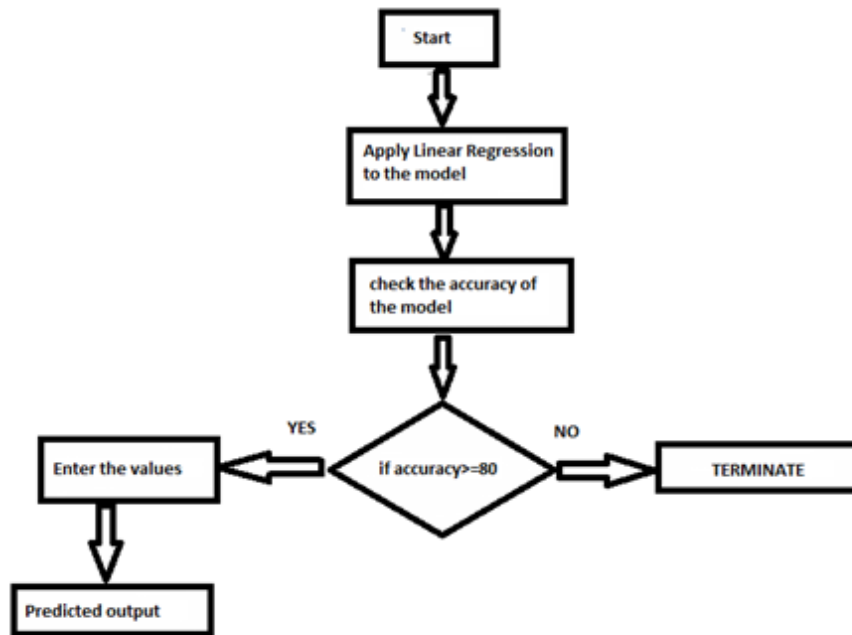 Start
Apply Linear Regression
to the model
check the accuracy of
the model
YES
NO
Enter the values
if accuracy>=80
TERMINATE
Predicted output